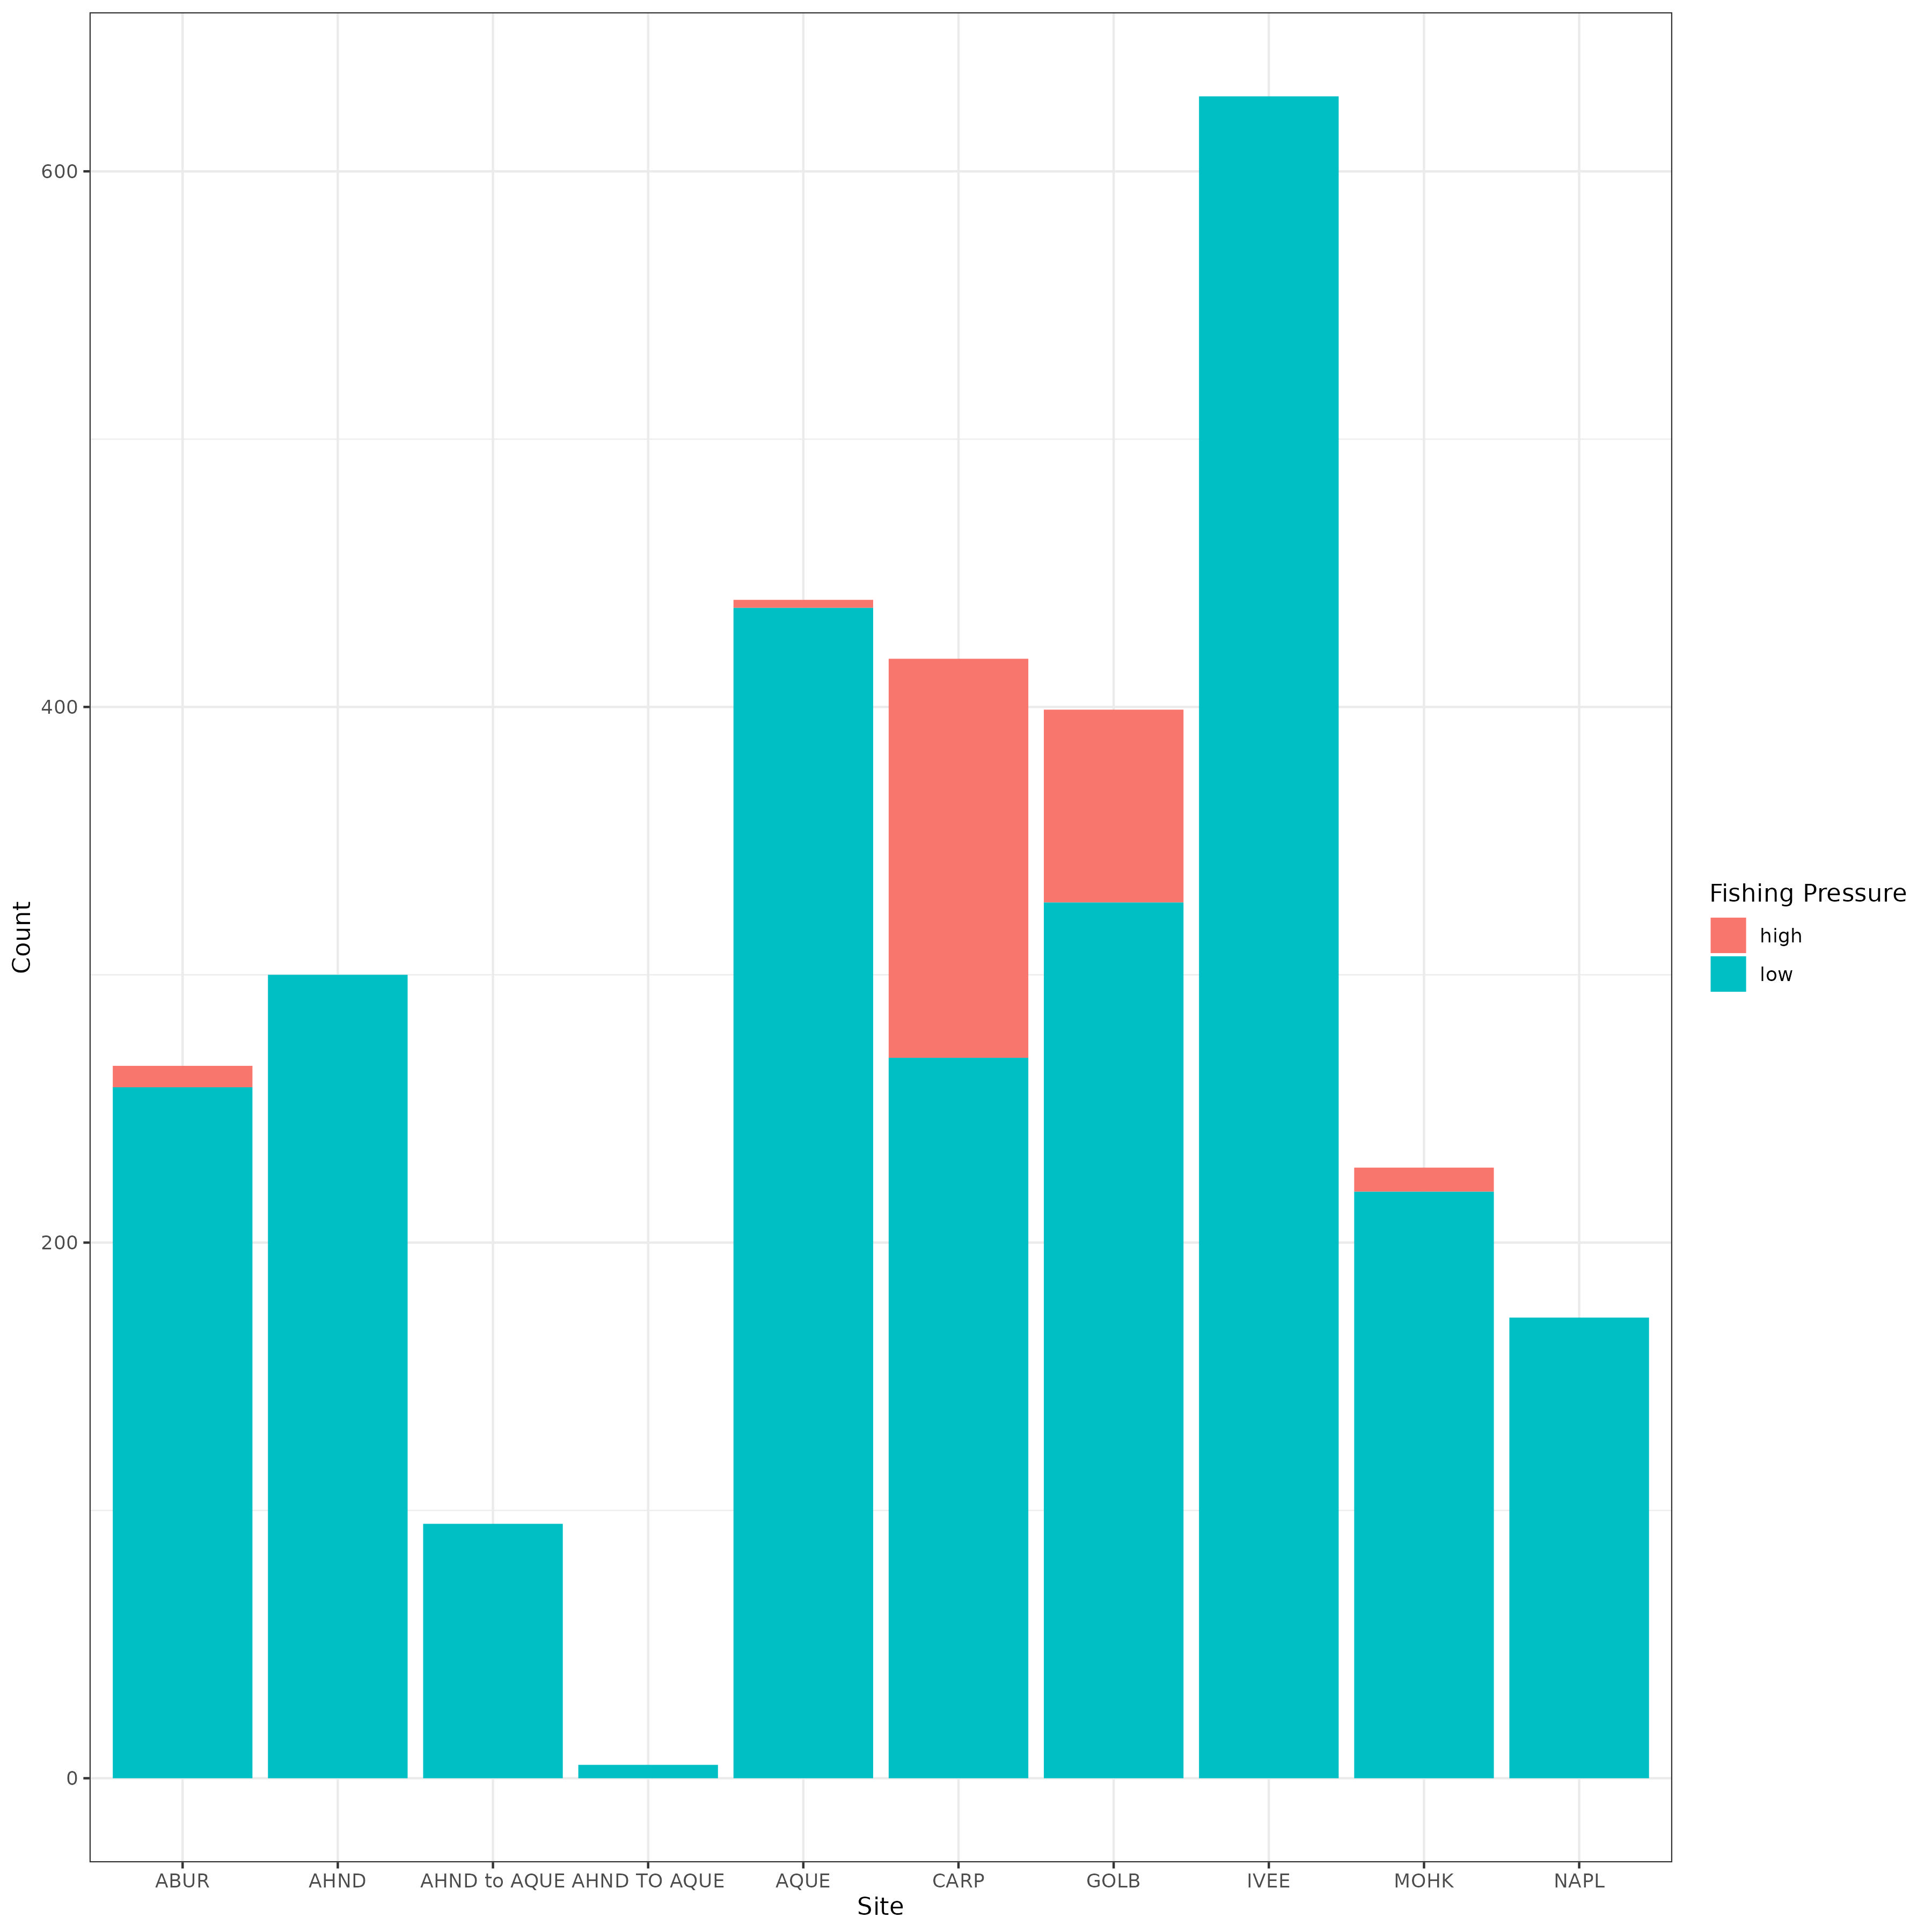 600
400
200
0
Count
ABUR AHND AHND to AQUE AHND TO AQUE AQUE CARP GOLB IVEE MOHK NAPL
Site
Fishing Pressure
high
low